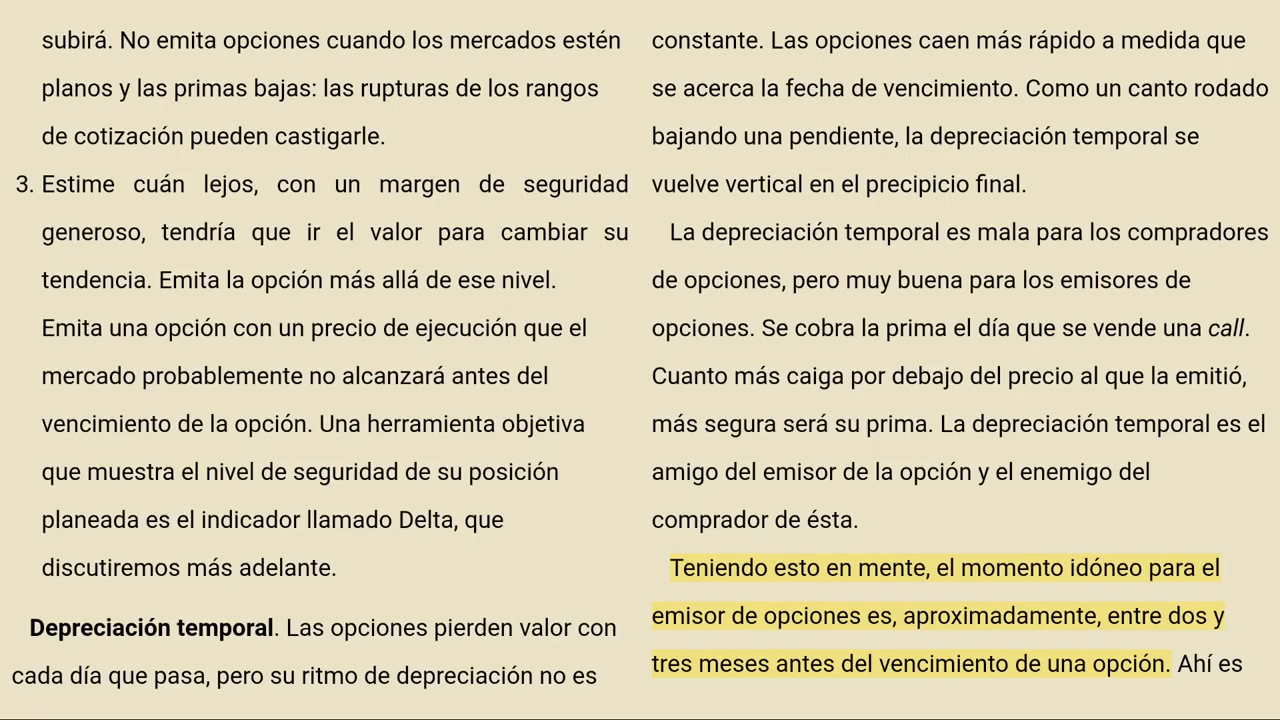 subirá. No emita opciones cuando los mercados estén
planos y las primas bajas: las rupturas de los rangos
de cotización pueden castigarle.
3. Estime cuán lejos, con un margen de seguridad
generoso, tendría que ir el valor para cambiar su
tendencia. Emita la opción más allá de ese nivel.
Emita una opción con un precio de ejecución que el
mercado probablemente no alcanzará antes del
vencimiento de la opción. Una herramienta objetiva
que muestra el nivel de seguridad de su posición
planeada es el indicador llamado Delta, que
discutiremos más adelante.
Depreciación temporal. Las opciones pierden valor con
cada día que pasa, pero su ritmo de depreciación no es
constante. Las opciones caen más rápido a medida que
se acerca la fecha de vencimiento. Como un canto rodado
bajando una pendiente, la depreciación temporal se
vuelve vertical en el precipicio final.
La depreciación temporal es mala para los compradores
de opciones, pero muy buena para los emisores de
opciones. Se cobra la prima el día que se vende una call.
Cuanto más caiga por debajo del precio al que la emitió,
más segura será su prima. La depreciación temporal es el
amigo del emisor de la opción y el enemigo del
comprador de ésta.
Teniendo esto en mente, el momento idóneo para el
emisor de opciones es, aproximadamente, entre dos y
tres meses antes del vencimiento de una opción. Ahí es